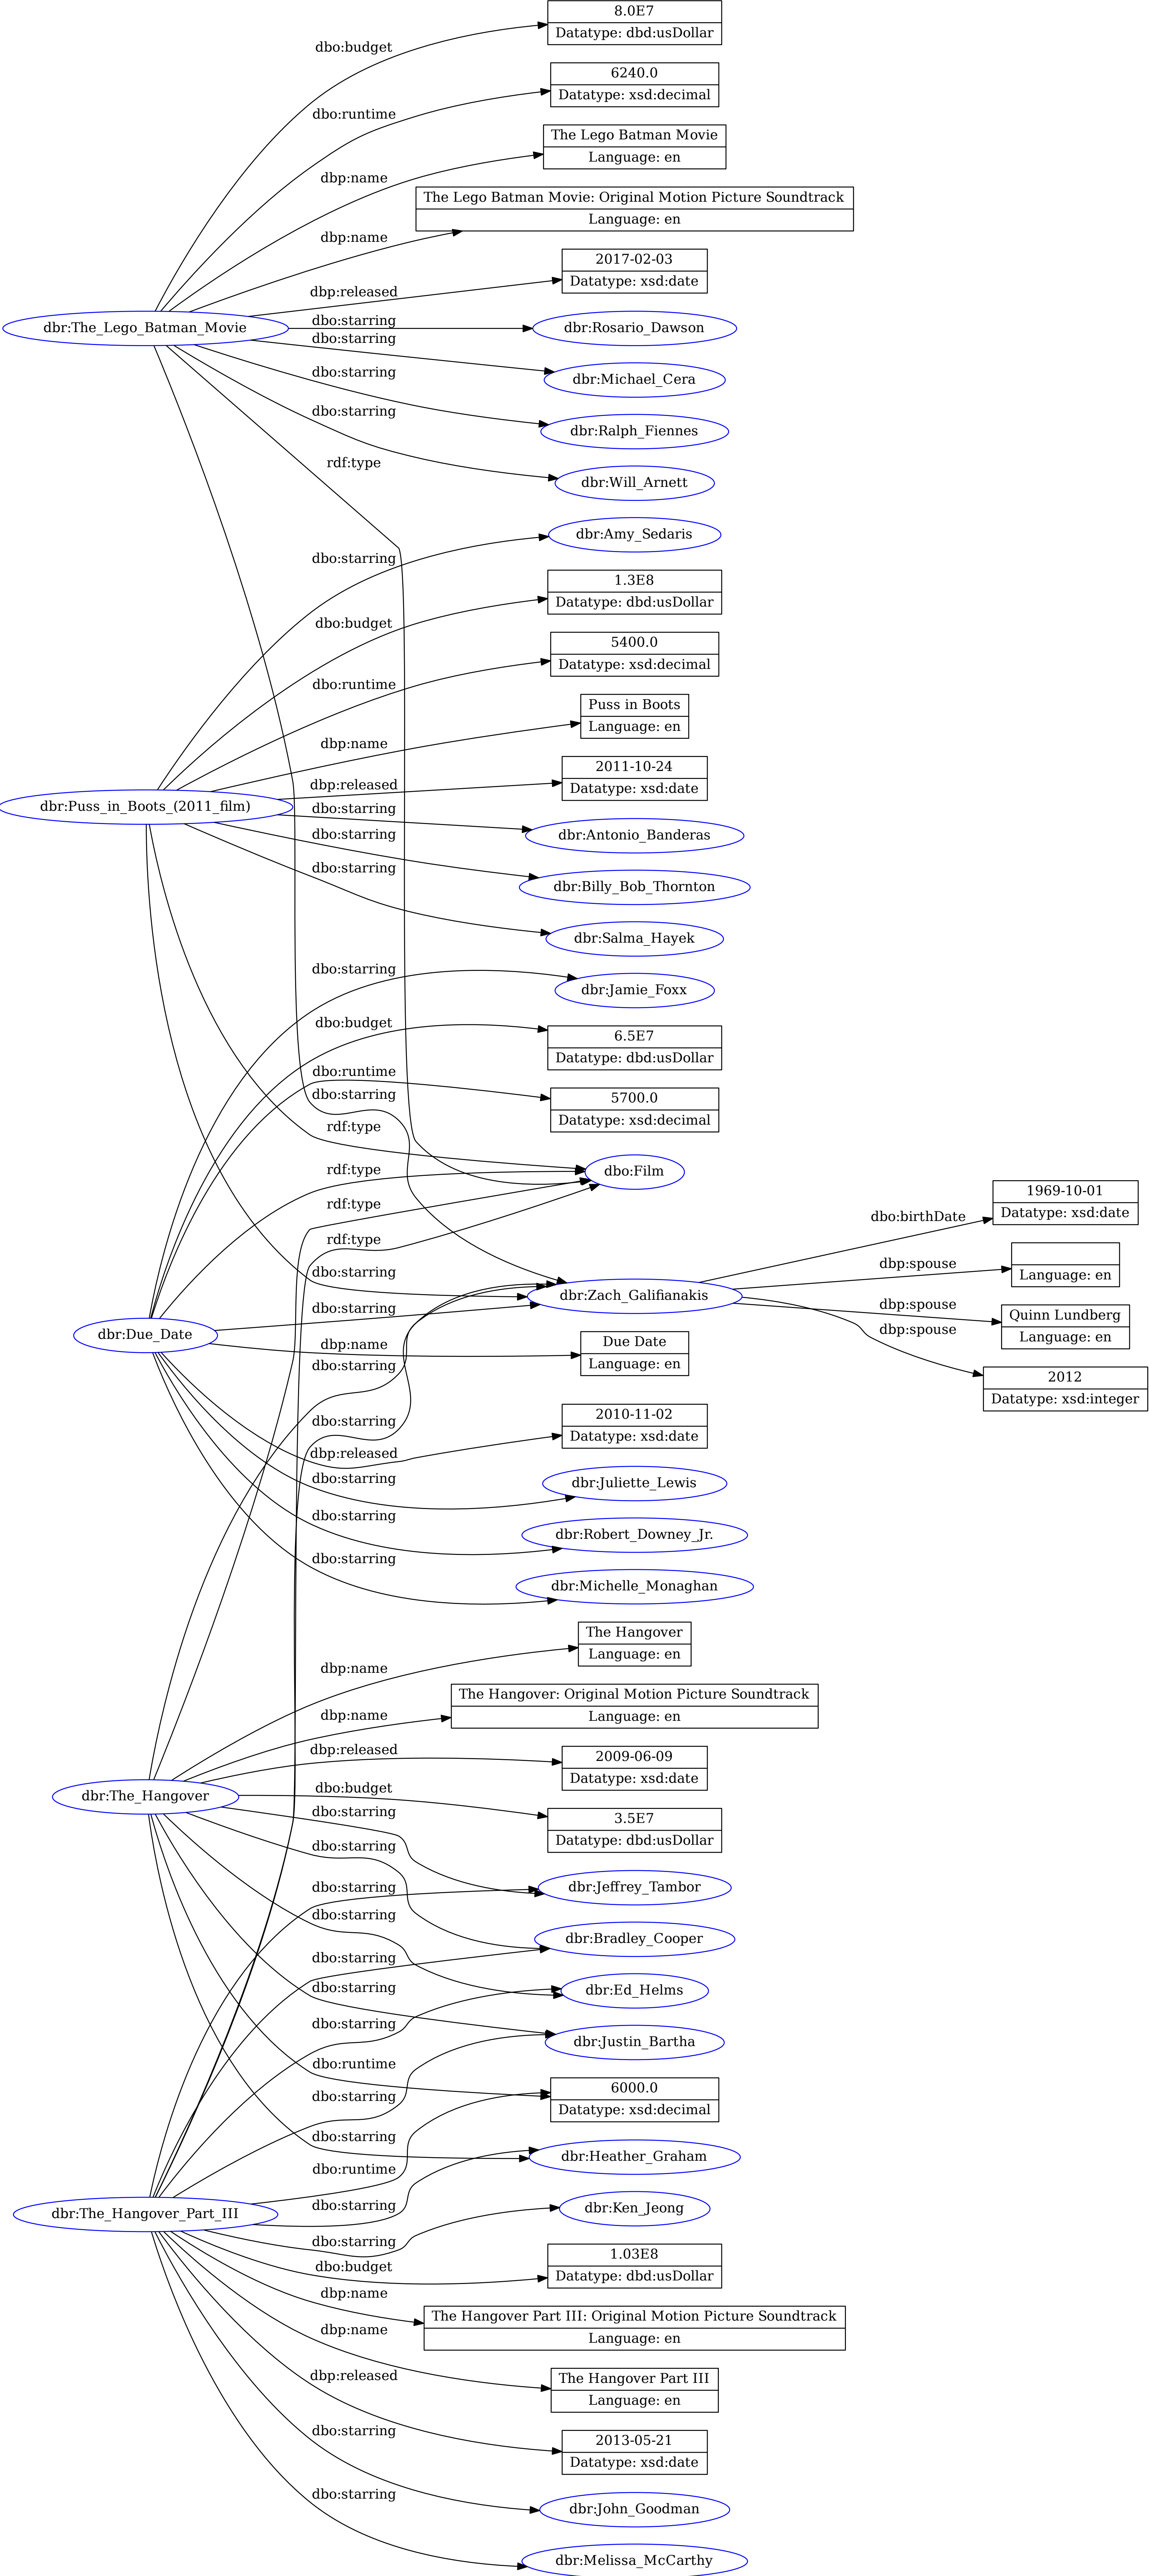 8.0E7
Datatype: dbd:usDollar
dbo:budget
6240.0
Datatype: xsd:decimal
dbo:runtime
The Lego Batman Movie
Language: en
dbp:name
The Lego Batman Movie: Original Motion Picture Soundtrack
Language: en
dbp:name
2017-02-03
Datatype: xsd:date
dbp:released
dbr:The_Lego_Batman_Movie
dbo:starring
dbr:Rosario_Dawson
dbo:starring
dbr:Michael_Cera
dbo:starring
dbr:Ralph_Fiennes
dbo:starring
dbr:Will_Arnett
rdf:type
dbr:Amy_Sedaris
dbo:starring
1.3E8
Datatype: dbd:usDollar
dbo:budget
5400.0
Datatype: xsd:decimal
dbo:runtime
Puss in Boots
Language: en
dbp:name
2011-10-24
Datatype: xsd:date
dbp:released
dbr:Puss_in_Boots_(2011_film)
dbo:starring
dbr:Antonio_Banderas
dbo:starring
dbr:Billy_Bob_Thornton
dbo:starring
dbr:Salma_Hayek
dbo:starring
dbr:Jamie_Foxx
dbo:budget
6.5E7
Datatype: dbd:usDollar
dbo:runtime
5700.0
Datatype: xsd:decimal
dbo:starring
rdf:type
rdf:type
dbo:Film
rdf:type
rdf:type
1969-10-01
Datatype: xsd:date
dbo:birthDate
Language: en
dbp:spouse
dbo:starring
dbr:Zach_Galifianakis
dbo:starring
dbp:spouse
Quinn Lundberg
Language: en
dbp:spouse
2012
Datatype: xsd:integer
dbr:Due_Date
dbp:name
Due Date
Language: en
dbo:starring
dbo:starring
2010-11-02
Datatype: xsd:date
dbp:released
dbo:starring
dbr:Juliette_Lewis
dbo:starring
dbr:Robert_Downey_Jr.
dbo:starring
dbr:Michelle_Monaghan
The Hangover
Language: en
dbp:name
The Hangover: Original Motion Picture Soundtrack
Language: en
dbp:name
2009-06-09
Datatype: xsd:date
dbp:released
dbr:The_Hangover
dbo:budget
3.5E7
Datatype: dbd:usDollar
dbo:starring
dbo:starring
dbo:starring
dbr:Jeffrey_Tambor
dbo:starring
dbr:Bradley_Cooper
dbo:starring
dbo:starring
dbr:Ed_Helms
dbo:starring
dbr:Justin_Bartha
dbo:runtime
6000.0
Datatype: xsd:decimal
dbo:starring
dbo:starring
dbr:Heather_Graham
dbo:runtime
dbo:starring
dbr:The_Hangover_Part_III
dbr:Ken_Jeong
dbo:starring
1.03E8
Datatype: dbd:usDollar
dbo:budget
dbp:name
The Hangover Part III: Original Motion Picture Soundtrack
Language: en
dbp:name
The Hangover Part III
Language: en
dbp:released
2013-05-21
Datatype: xsd:date
dbo:starring
dbr:John_Goodman
dbo:starring
dbr:Melissa_McCarthy